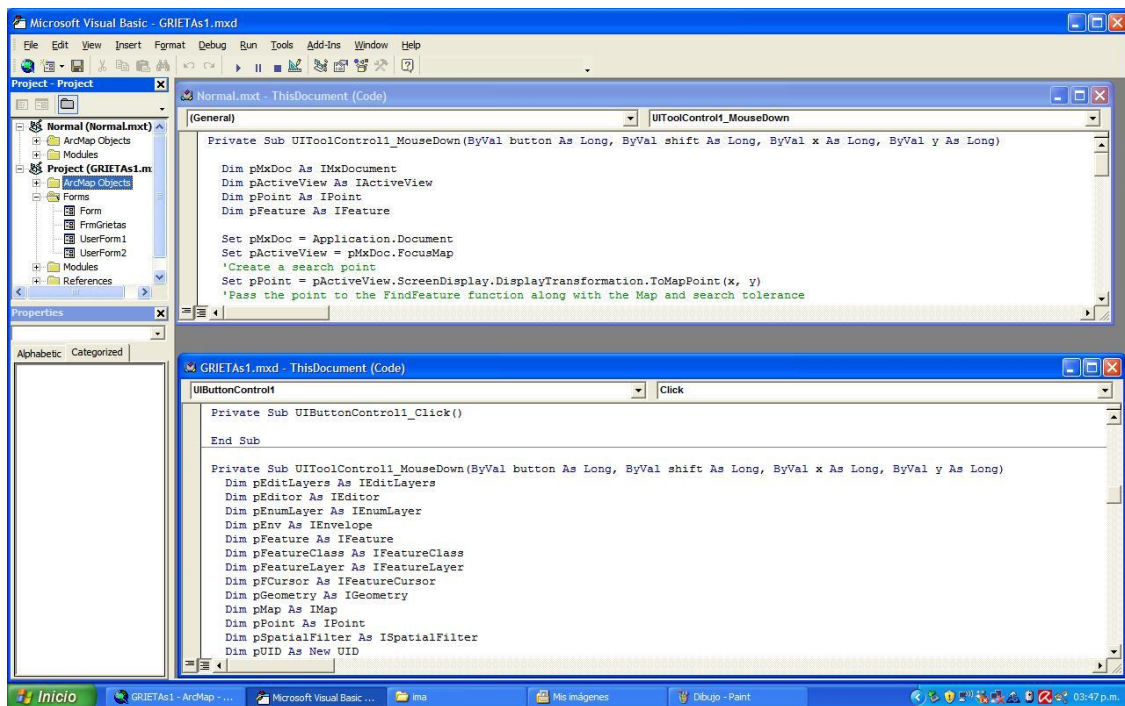 Microsoft Visual Basic - GRIETAs1.mxd
File Edit View Insert Format Debug Run Tools Add-Ins Window Help
Project - Project
Normal (Normal.mxt)
ArcMap Objects
Modules
Project (GRIETAs1.m
ArcMap Objects
Forms
Form
FrmGrietas
UserForm1
UserForm2
Modules
References
Properties
Alphabetic Categorized
Normal.mxt - ThisDocument (Code)
(General) UIToolControl1_MouseDown
Private Sub UIToolControl1_MouseDown(ByVal button As Long, ByVal shift As Long, ByVal x As Long, ByVal y As Long)
Dim pMxDoc As IMxDocument
Dim pActiveView As IActiveView
Dim pPoint As IPoint
Dim pFeature As IFeature
Set pMxDoc = Application.Document
Set pActiveView = pMxDoc.FocusMap
'Create a search point
Set pPoint = pActiveView.ScreenDisplay.DisplayTransformation.ToMapPoint(x, y)
'Pass the point to the FindFeature function along with the Map and search tolerance
GRIETAs1.mxd - ThisDocument (Code)
UIButtonControl1 Click
Private Sub UIButtonControl1_Click()
End Sub
Private Sub UIToolControl1_MouseDown(ByVal button As Long, ByVal shift As Long, ByVal x As Long, ByVal y As Long)
Dim pEditLayers As IEditLayers
Dim pEditor As IEditor
Dim pEnumLayer As IEnumLayer
Dim pEnv As IEnvelope
Dim pFeature As IFeature
Dim pFeatureClass As IFeatureClass
Dim pFeatureLayer As IFeatureLayer
Dim pFCursor As IFeatureCursor
Dim pGeometry As IGeometry
Dim pMap As IMap
Dim pPoint As IPoint
Dim pSpatialFilter As ISpatialFilter
Dim pUID As New UID
Inicio GRIETAs1 - ArcMap - ... Microsoft Visual Basic ... ima Mis imágenes Dibujo - Paint 03:47 p.m.